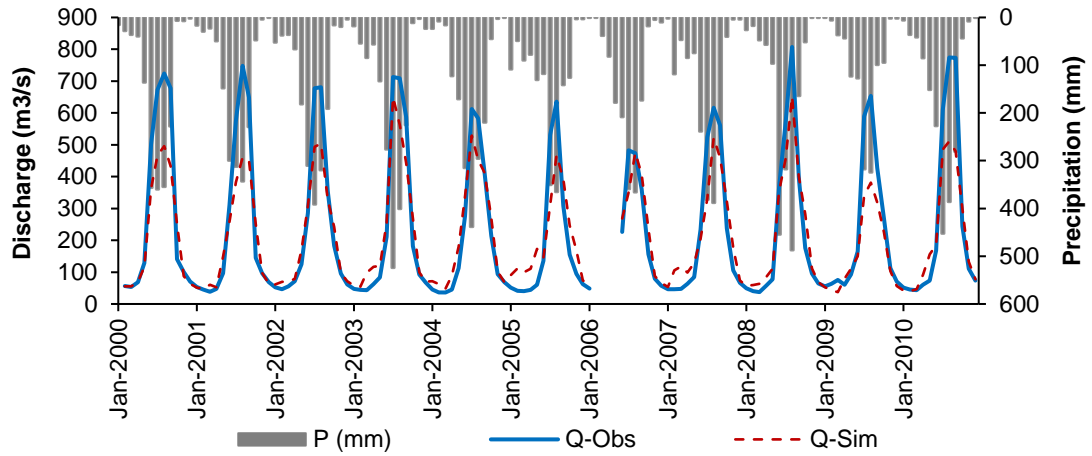 900
800
700
600
500
400
300
200
100
0
Discharge (m3/s)
0
100
200
300
400
500
600
Precipitation (mm)
Jan-2000
Jan-2001
Jan-2002
Jan-2003
Jan-2004
Jan-2005
Jan-2006
Jan-2007
Jan-2008
Jan-2009
Jan-2010
P (mm)
Q-Obs
Q-Sim